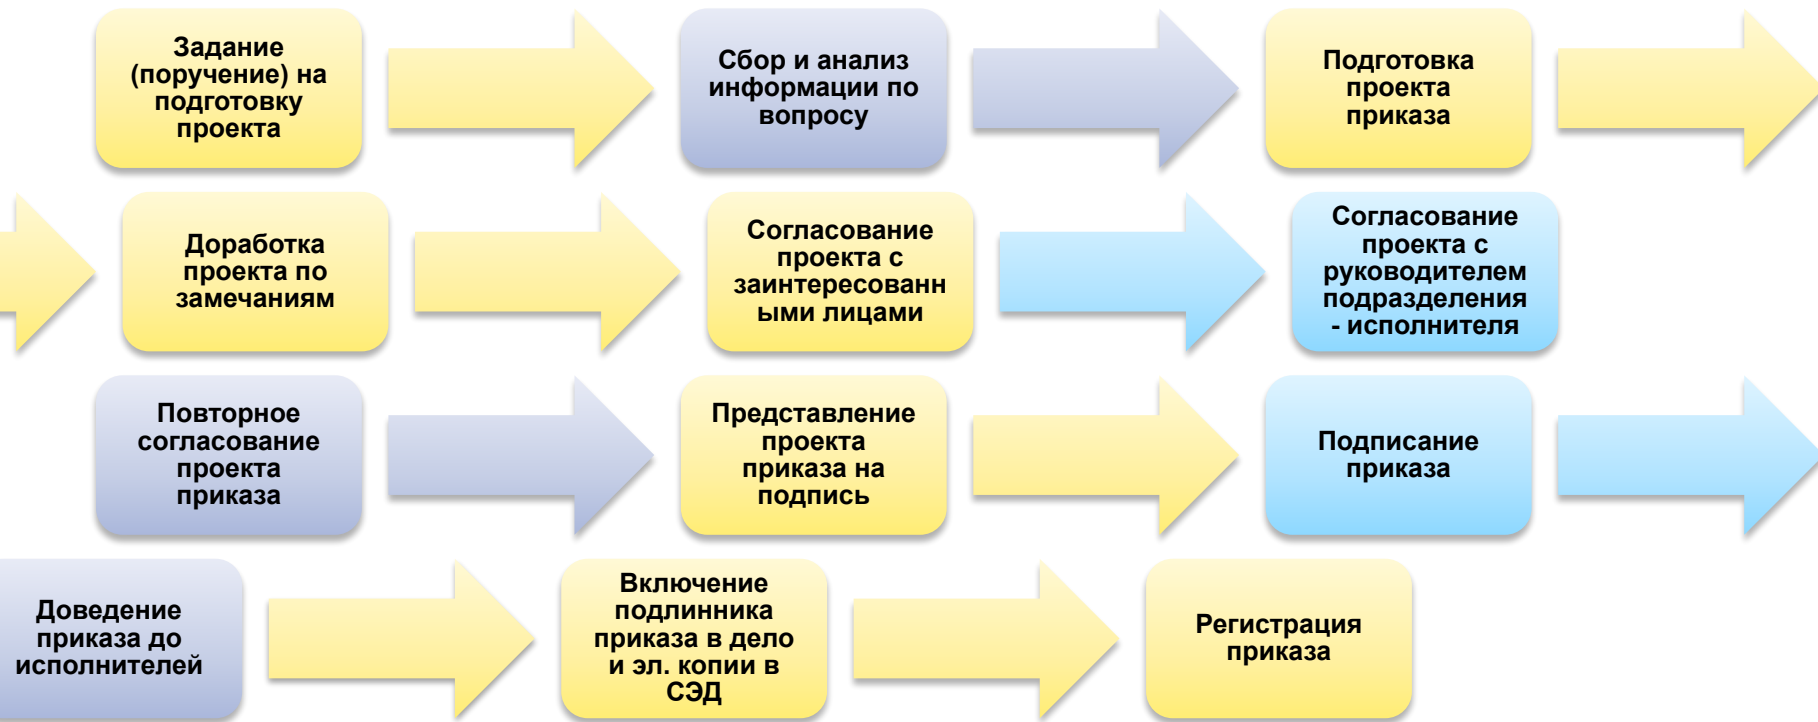 Задание
(поручение) на
подготовку
проекта
Сбор и анализ
информации по
вопросу
Подготовка
проекта
приказа
Доработка
проекта по
замечаниям
Согласование
проекта с
заинтересованн
ыми лицами
Согласование
проекта с
руководителем
подразделения
- исполнителя
Повторное
согласование
проекта
приказа
Представление
проекта
приказа на
подпись
Подписание
приказа
Доведение
приказа до
исполнителей
Включение
подлинника
приказа в дело
и эл. копии в
СЭД
Регистрация
приказа